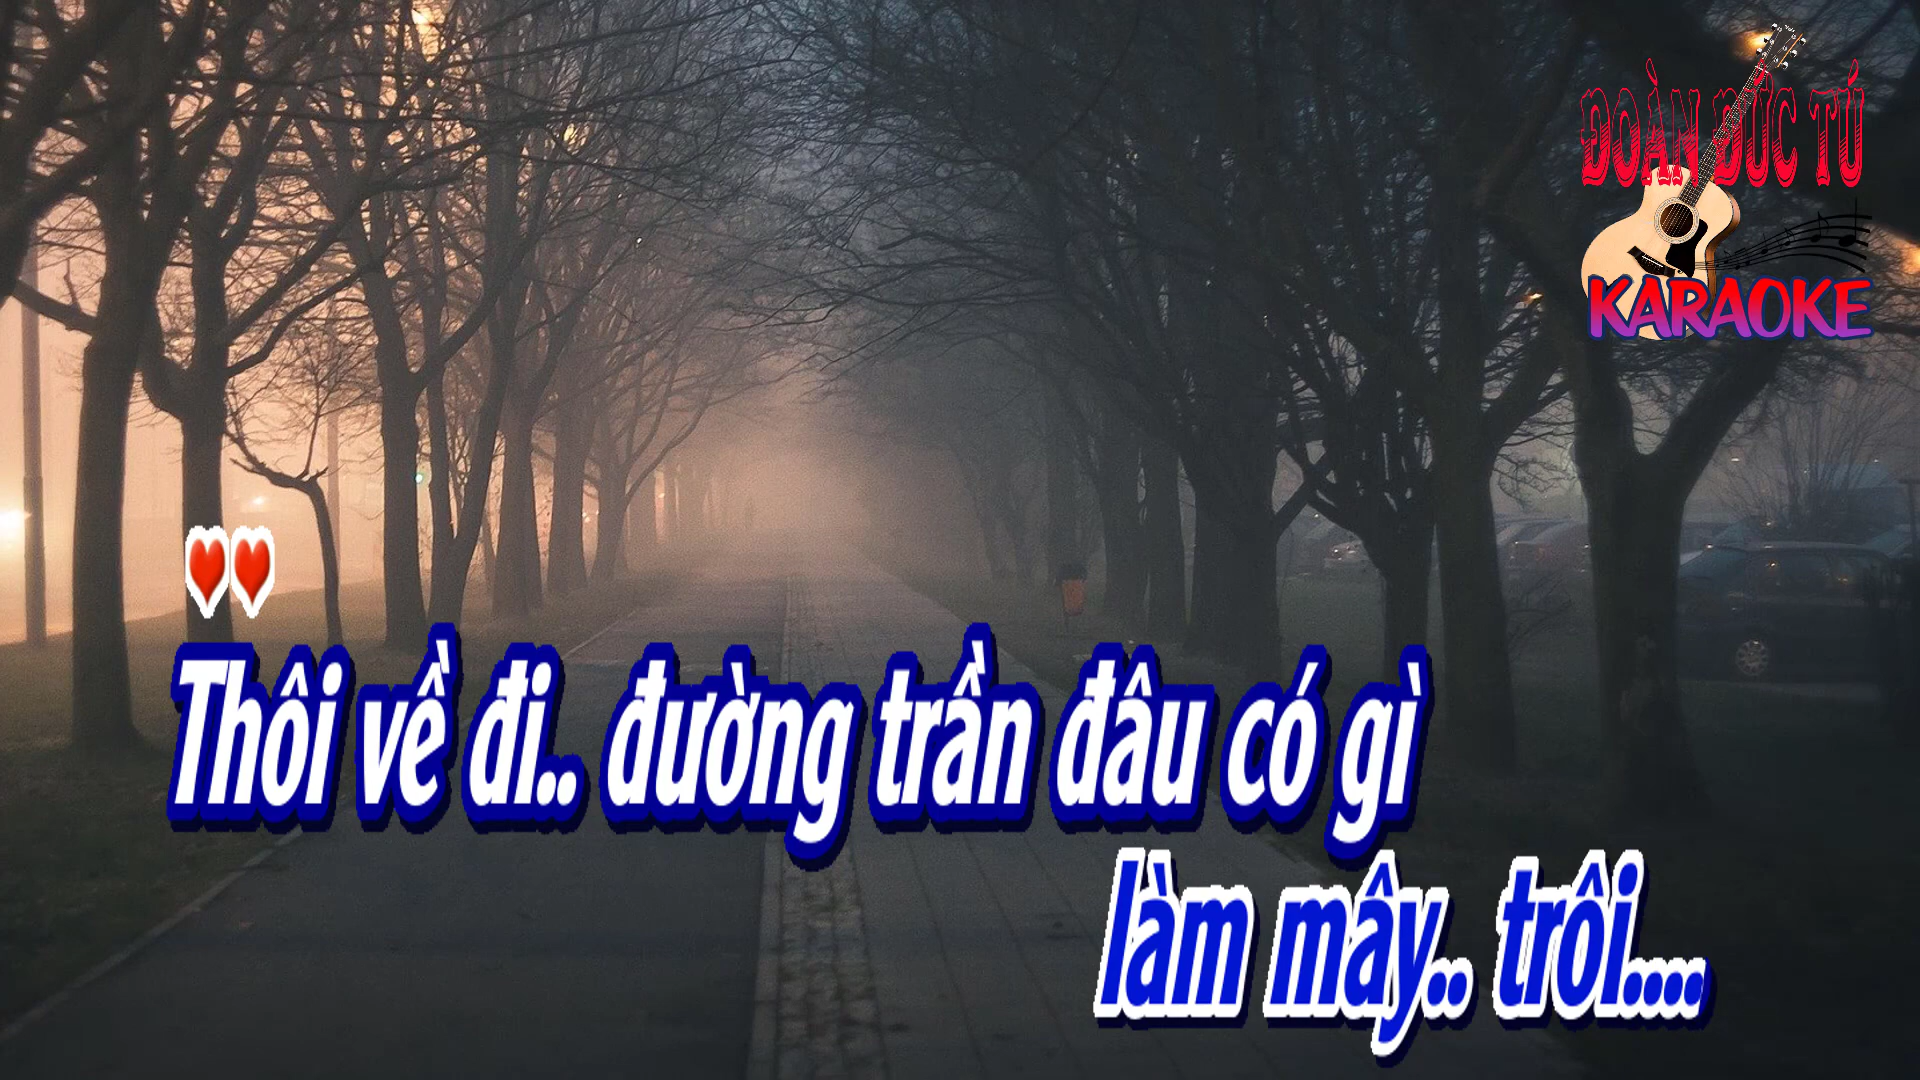 ĐOÀN ĐỨC TÚ
KARAOKE
Thôi về đi.. đường trần đâu có gì
làm mây.. trôi....